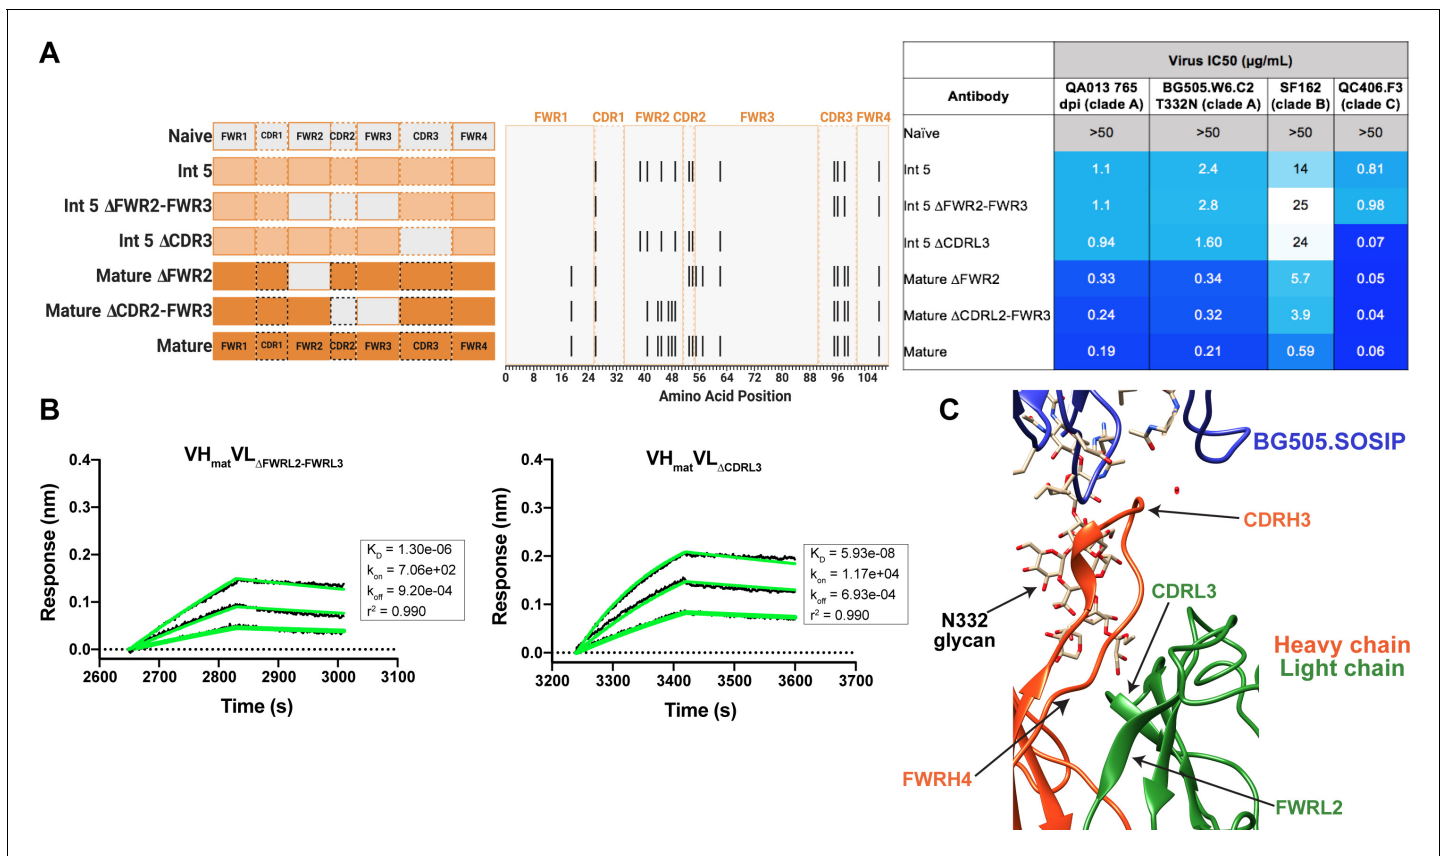 A
Naive
FWR1 CDR1 FWR2 CDR2 FWR3 CDR3 FWR4
Int 5
Int 5 ΔFWR2-FWR3
Int 5 ΔCDR3
Mature ΔFWR2
Mature ΔCDR2-FWR3
Mature
FWR1 CDR1 FWR2 CDR2 FWR3 CDR3 FWR4
FWR1 CDR1 FWR2 CDR2 FWR3 CDR3 FWR4
0 8 16 24 32 40 48 56 64 72 80 88 96 104
Amino Acid Position
Virus IC50 (µg/mL)
Antibody
QA013 765 dpi (clade A)
BG505.W6.C2 T332N (clade A)
SF162 (clade B)
QC406.F3 (clade C)
Naïve >50 >50 >50 >50
Int 5 1.1 2.4 14 0.81
Int 5 ΔFWR2-FWR3 1.1 2.8 25 0.98
Int 5 ΔCDRL3 0.94 1.60 24 0.07
Mature ΔFWR2 0.33 0.34 5.7 0.05
Mature ΔCDRL2-FWR3 0.24 0.32 3.9 0.04
Mature 0.19 0.21 0.59 0.06
B
VHmatVLΔFWRL2-FWRL3
Response (nm)
0.4
0.3
0.2
0.1
0.0
2600 2700 2800 2900 3000 3100
Time (s)
KD = 1.30e-06
kon = 7.06e+02
koff = 9.20e-04
r² = 0.990
VHmatVLΔCDRL3
Response (nm)
0.4
0.3
0.2
0.1
0.0
3200 3300 3400 3500 3600 3700
Time (s)
KD = 5.93e-08
kon = 1.17e+04
koff = 6.93e-04
r² = 0.990
C
BG505.SOSIP
CDRH3
CDRL3
N332
glycan
Heavy chain
Light chain
FWRH4
FWRL2